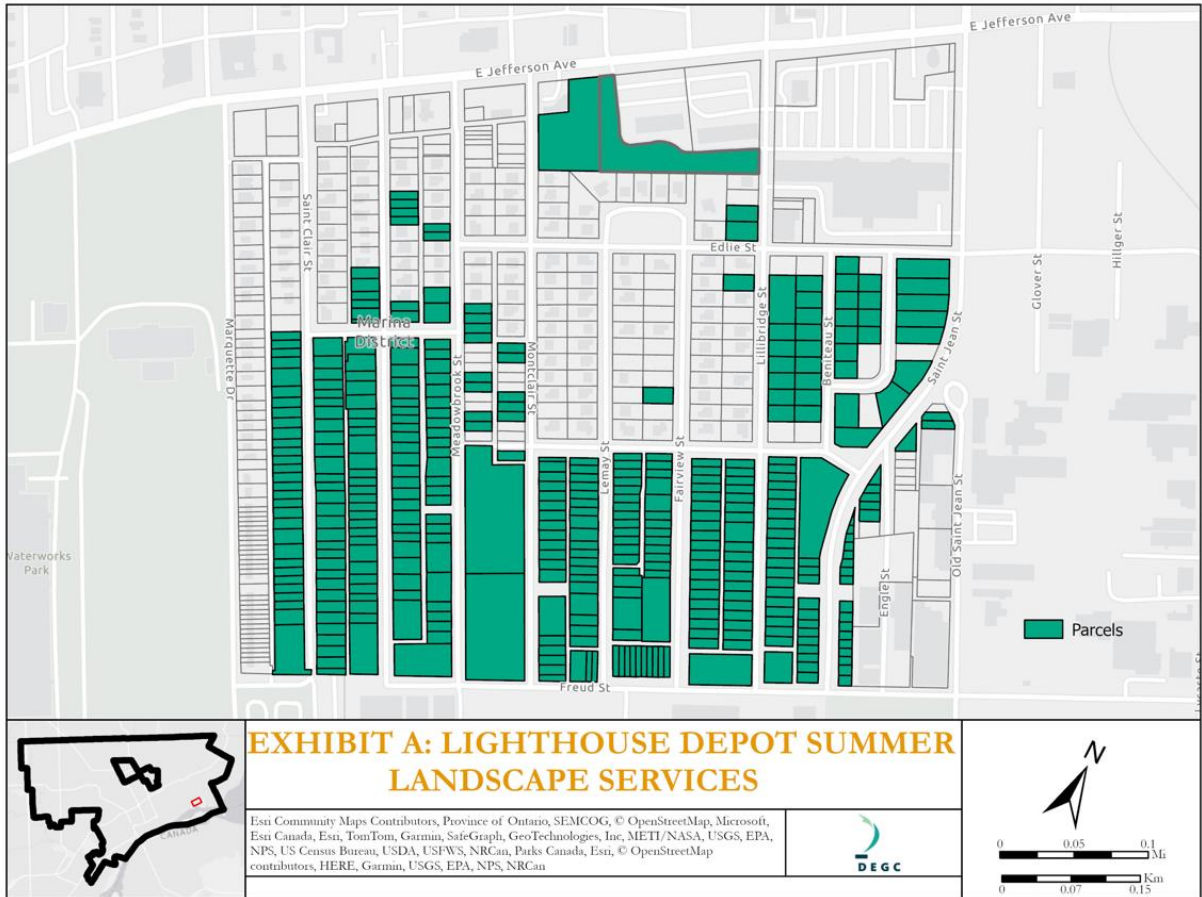 E Jefferson Ave
E Jefferson Ave
Saint Clair St
Edlie St
Glover St
Hillger St
Marina
District
Marquette Dr
Meadowbrook St
Montclair St
Lillibridge St
Beniteau St
Saint Jean St
Lemay St
Fairview St
Waterworks
Park
Engle St
Old Saint Jean St
Parcels
Freud St
EXHIBIT A: LIGHTHOUSE DEPOT SUMMER
LANDSCAPE SERVICES
Esri Community Maps Contributors, Province of Ontario, SEMCOG, © OpenStreetMap, Microsoft,
Esri Canada, Esri, TomTom, Garmin, SafeGraph, GeoTechnologies, Inc, METI/NASA, USGS, EPA,
NPS, US Census Bureau, USDA, USFWS, NRCan, Parks Canada, Esri, © OpenStreetMap
contributors, HERE, Garmin, USGS, EPA, NPS, NRCan
CANADA
DEGC
N
0 0.05 0.1
Mi
Km
0 0.07 0.15